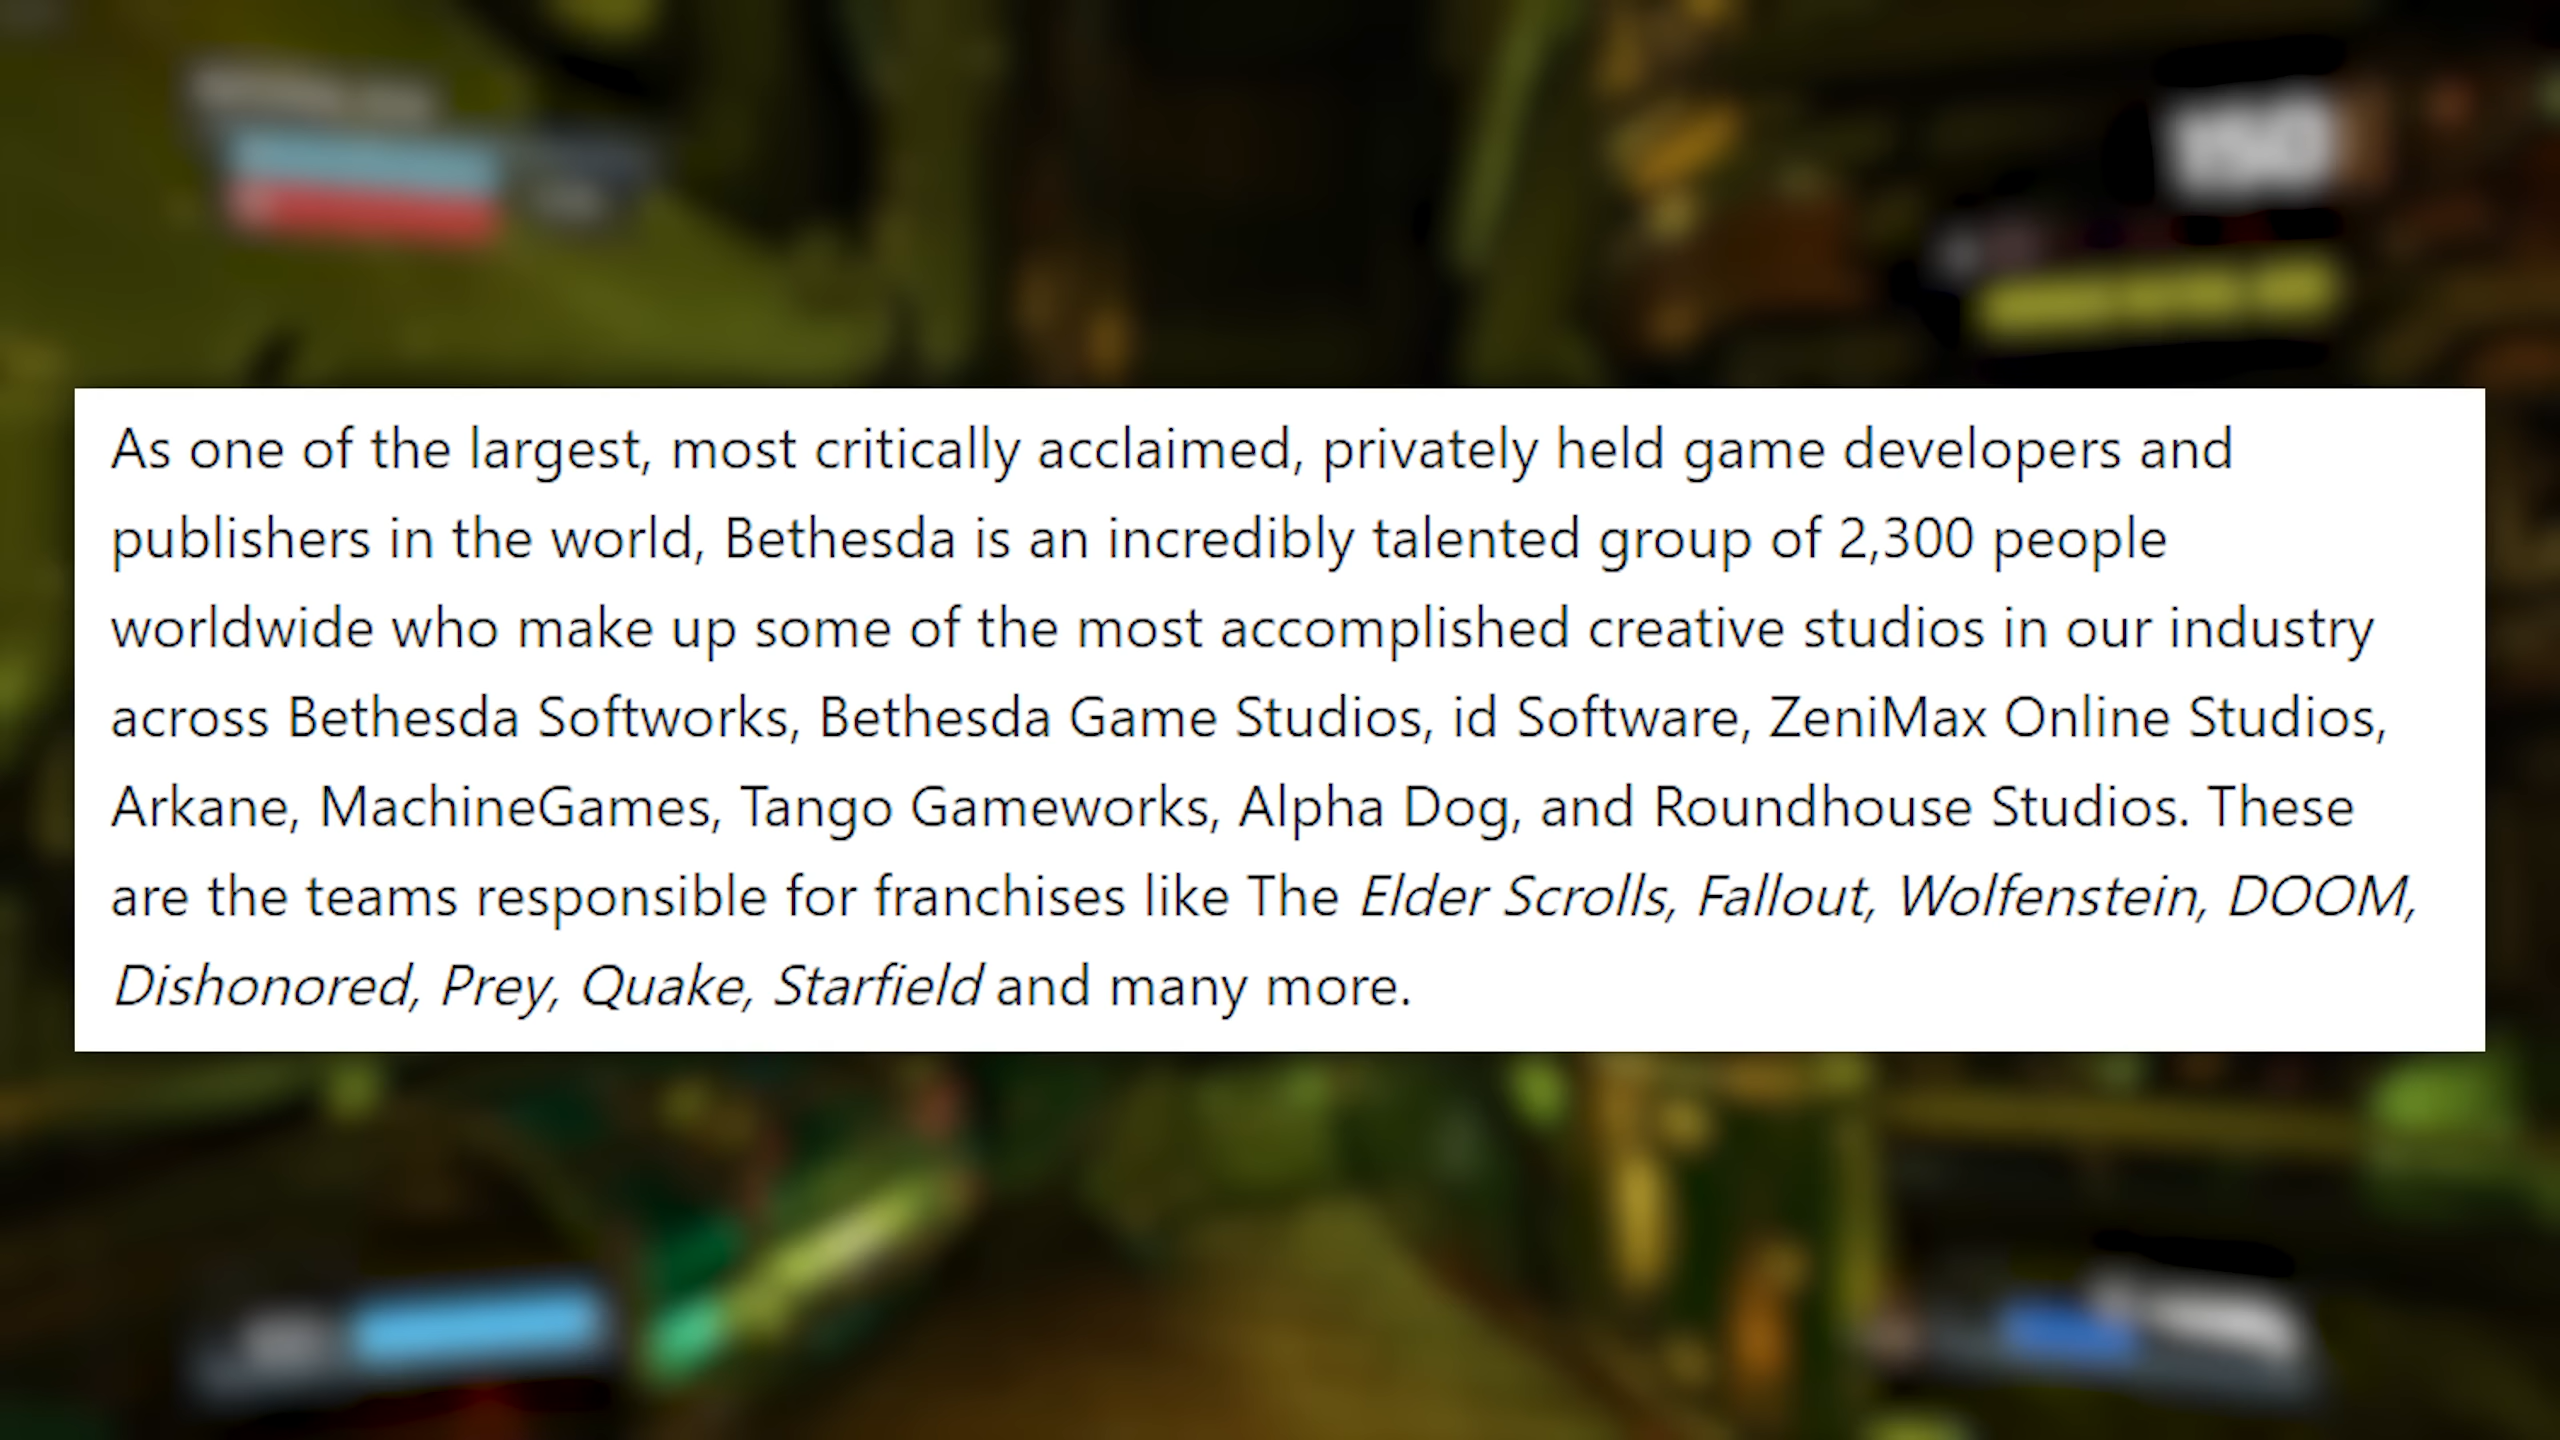 As one of the largest, most critically acclaimed, privately held game developers and
publishers in the world, Bethesda is an incredibly talented group of 2,300 people
worldwide who make up some of the most accomplished creative studios in our industry
across Bethesda Softworks, Bethesda Game Studios, id Software, ZeniMax Online Studios,
Arkane, MachineGames, Tango Gameworks, Alpha Dog, and Roundhouse Studios. These
are the teams responsible for franchises like The Elder Scrolls, Fallout, Wolfenstein, DOOM,
Dishonored, Prey, Quake, Starfield and many more.